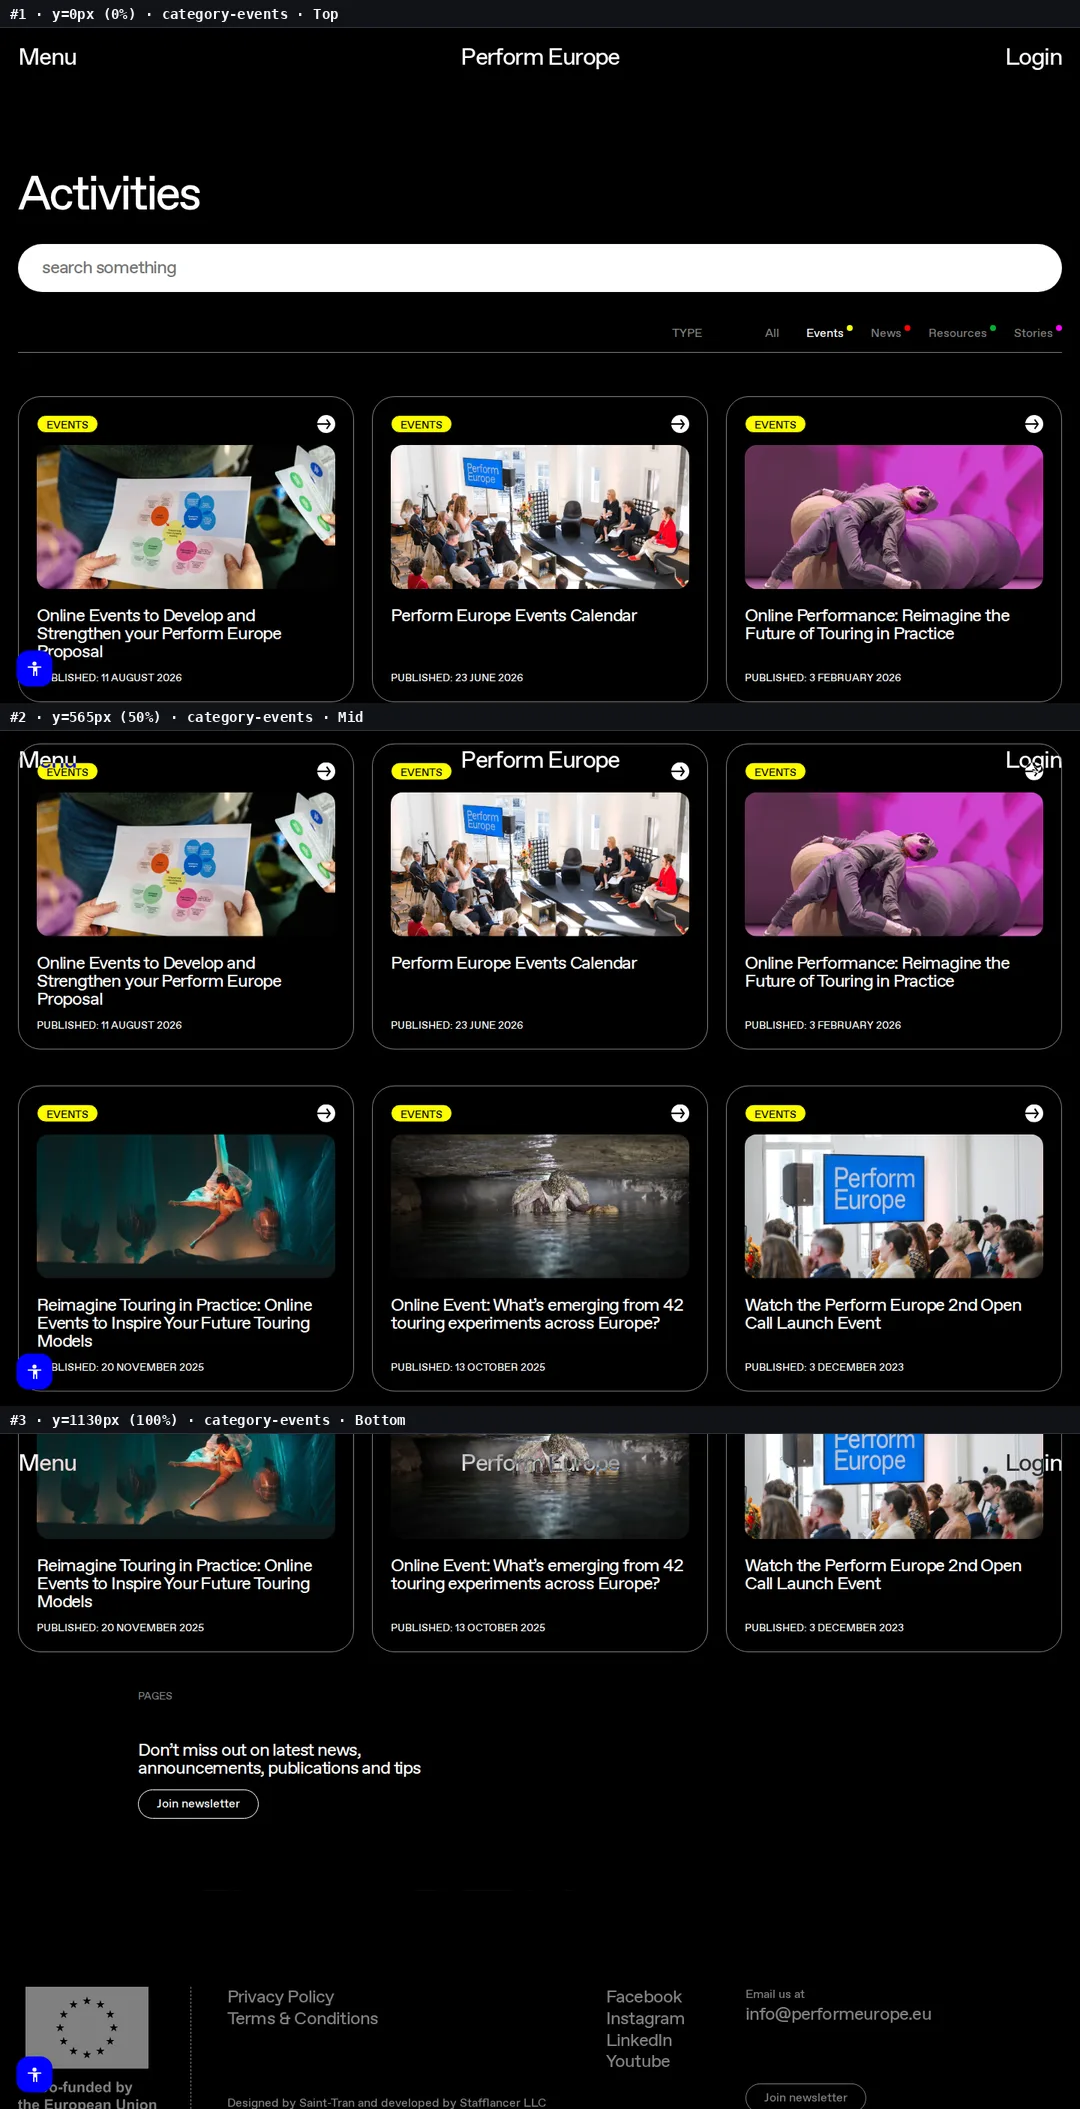 #1 · y=0px (0%) · category-events · Top
Menu
Perform Europe
Login
Activities
search something
TYPE
All
Events
News
Resources
Stories
EVENTS
EVENTS
EVENTS
Perform
Europe
Online Events to Develop and
Strengthen your Perform Europe
Proposal
BLISHED: 11 AUGUST 2026
Perform Europe Events Calendar
PUBLISHED: 23 JUNE 2026
Online Performance: Reimagine the
Future of Touring in Practice
PUBLISHED: 3 FEBRUARY 2026
#2 · y=565px (50%) · category-events · Mid
Menu
Perform Europe
Login
EVENTS
EVENTS
EVENTS
Perform
Europe
Online Events to Develop and
Strengthen your Perform Europe
Proposal
PUBLISHED: 11 AUGUST 2026
Perform Europe Events Calendar
PUBLISHED: 23 JUNE 2026
Online Performance: Reimagine the
Future of Touring in Practice
PUBLISHED: 3 FEBRUARY 2026
EVENTS
EVENTS
EVENTS
Perform
Europe
Reimagine Touring in Practice: Online
Events to Inspire Your Future Touring
Models
BLISHED: 20 NOVEMBER 2025
Online Event: What’s emerging from 42
touring experiments across Europe?
PUBLISHED: 13 OCTOBER 2025
Watch the Perform Europe 2nd Open
Call Launch Event
PUBLISHED: 3 DECEMBER 2023
#3 · y=1130px (100%) · category-events · Bottom
Menu
Perform Europe
Login
Perform
Europe
Reimagine Touring in Practice: Online
Events to Inspire Your Future Touring
Models
PUBLISHED: 20 NOVEMBER 2025
Online Event: What’s emerging from 42
touring experiments across Europe?
PUBLISHED: 13 OCTOBER 2025
Watch the Perform Europe 2nd Open
Call Launch Event
PUBLISHED: 3 DECEMBER 2023
PAGES
Don’t miss out on latest news,
announcements, publications and tips
Join newsletter
o-funded by
the European Union
Privacy Policy
Terms & Conditions
Designed by Saint-Tran and developed by Stafflancer LLC
Facebook
Instagram
LinkedIn
Youtube
Email us at
info@performeurope.eu
Join newsletter